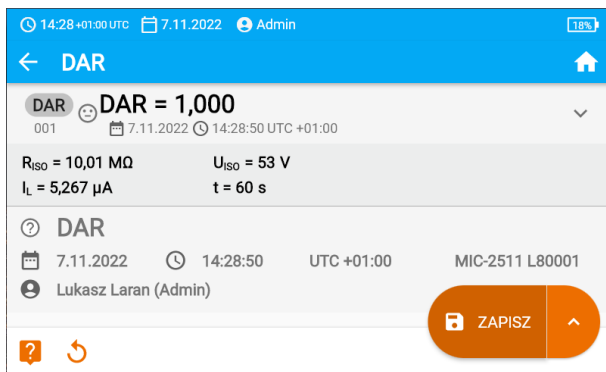 14:28+01:00 UTC 7.11.2022 Admin 18%
DAR
DAR DAR = 1,000
001 7.11.2022 14:28:50 UTC +01:00
RISO = 10,01 MΩ UISO = 53 V
IL = 5,267 µA t = 60 s
DAR
7.11.2022 14:28:50 UTC +01:00 MIC-2511 L80001
Lukasz Laran (Admin)
ZAPISZ